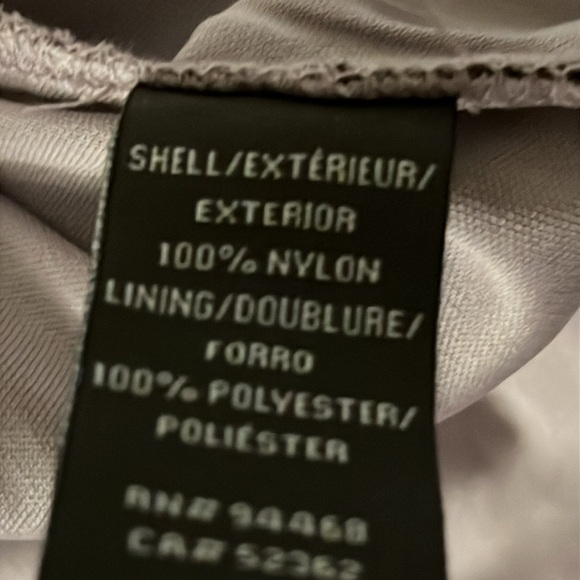 SHELL/EXTÉRIEUR/
EXTERIOR
100% NYLON
LINING/DOUBLURE/
FORRO
100% POLYESTER/
POLIÉSTER
RN# 94468
CA# 52362